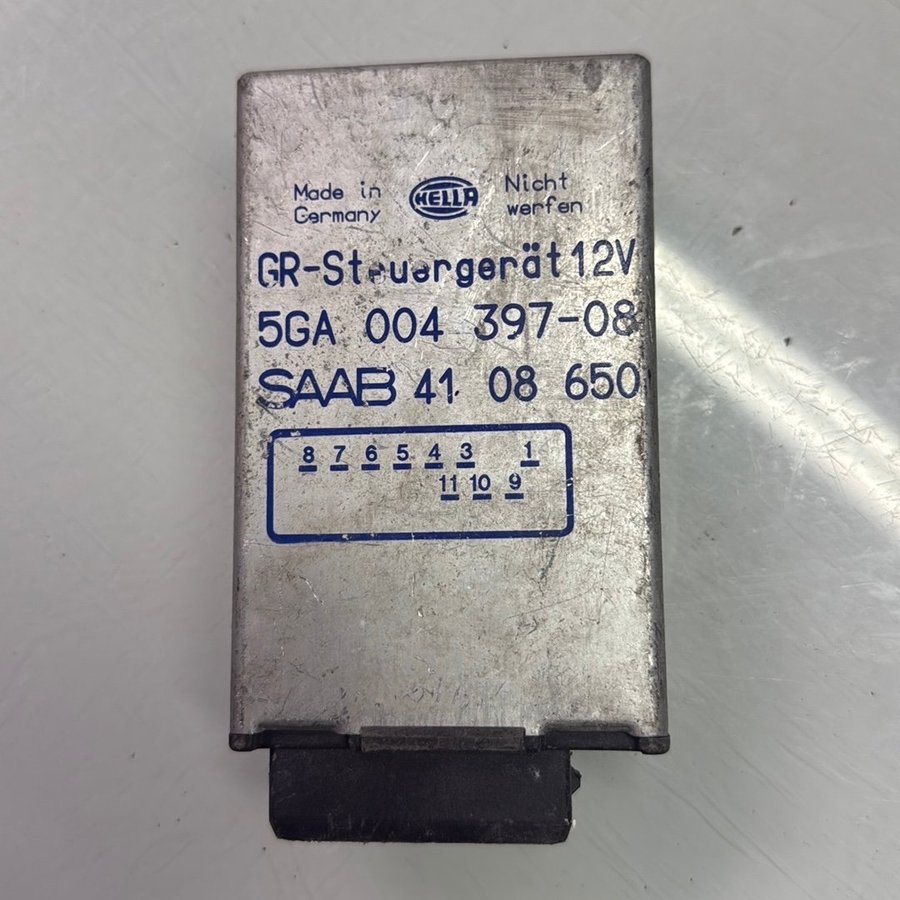 Made in
Germany
HELLA
Nicht
werfen
GR-Steuergerät 12V
5GA 004 397-08
SAAB 41 08 650
8 7 6 5 4 3 1
11 10 9